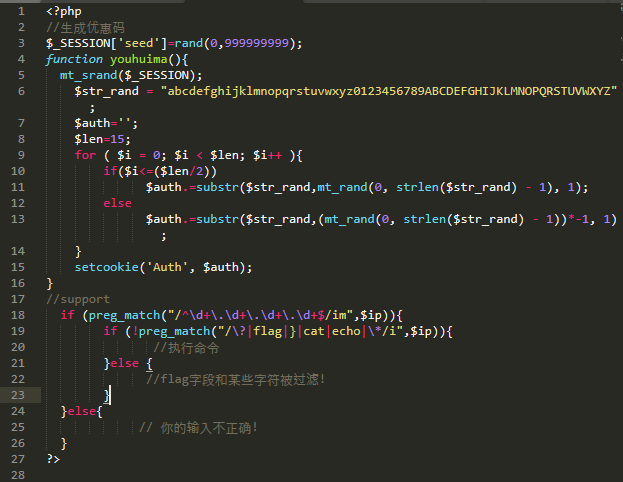 1 <?php
2 //生成优惠码
3 $_SESSION['seed']=rand(0,999999999);
4 function youhuima(){
5 mt_srand($_SESSION);
6 $str_rand = "abcdefghijklmnopqrstuvwxyz0123456789ABCDEFGHIJKLMNOPQRSTUVWXYZ"
;
7 $auth='';
8 $len=15;
9 for ( $i = 0; $i < $len; $i++ ){
10 if($i<=($len/2))
11 $auth.=substr($str_rand,mt_rand(0, strlen($str_rand) - 1), 1);
12 else
13 $auth.=substr($str_rand,(mt_rand(0, strlen($str_rand) - 1))*-1, 1)
;
14 }
15 setcookie('Auth', $auth);
16 }
17 //support
18 if (preg_match("/^\d+\.\d+\.\d+\.\d+$/im",$ip)){
19 if (!preg_match("/\?|flag|}|cat|echo|\*/i",$ip)){
20 //执行命令
21 }else {
22 //flag字段和某些字符被过滤!
23 }
24 }else{
25 // 你的输入不正确!
26 }
27 ?>
28